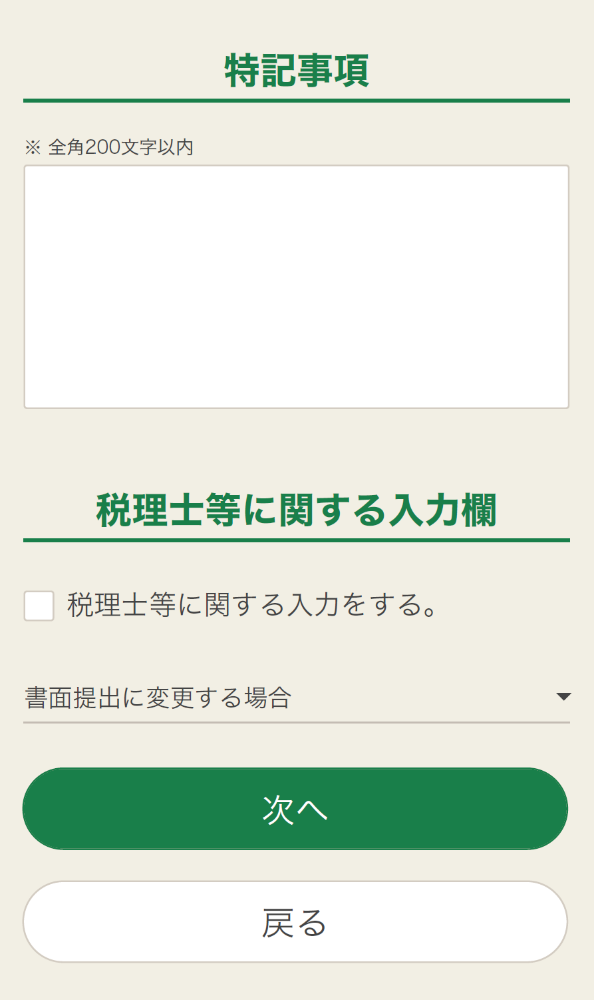 特記事項
※ 全角200文字以内
税理士等に関する入力欄
税理士等に関する入力をする。
書面提出に変更する場合
次へ
戻る